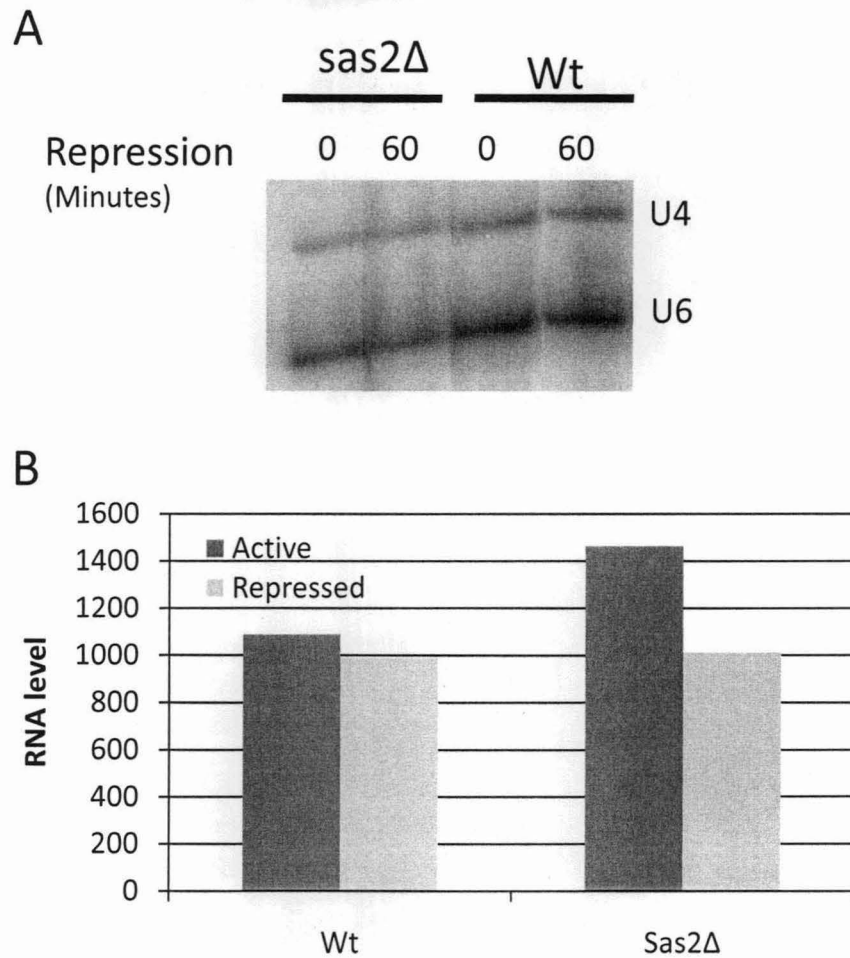 A
sas2Δ Wt
Repression 0 60 0 60
(Minutes)
U4
U6
B
1600
1400
1200
1000
800
600
400
200
0
Active
Repressed
RNA level
Wt Sas2Δ